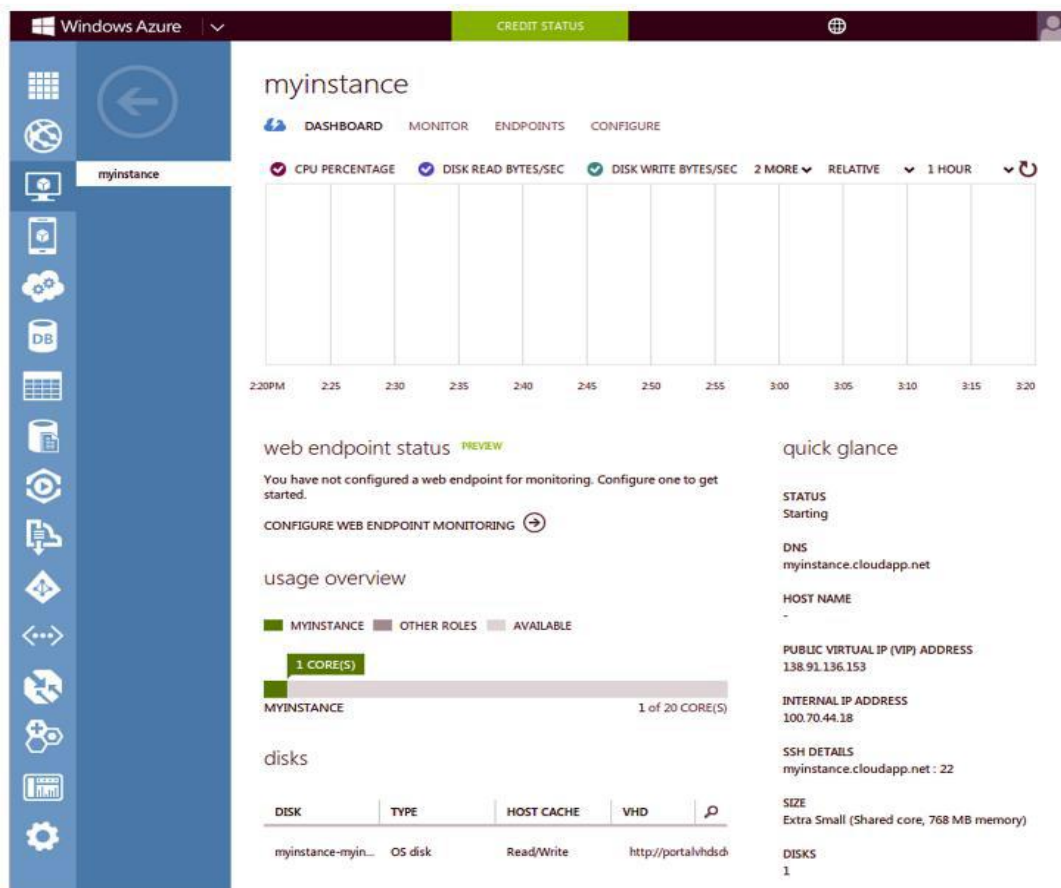 Windows Azure
CREDIT STATUS
myinstance
myinstance
DASHBOARD MONITOR ENDPOINTS CONFIGURE
CPU PERCENTAGE DISK READ BYTES/SEC DISK WRITE BYTES/SEC 2 MORE RELATIVE 1 HOUR
2:20PM 2:25 2:30 2:35 2:40 2:45 2:50 2:55 3:00 3:05 3:10 3:15 3:20
DB
web endpoint status PREVIEW
You have not configured a web endpoint for monitoring. Configure one to get
started.
CONFIGURE WEB ENDPOINT MONITORING
usage overview
MYINSTANCE OTHER ROLES AVAILABLE
1 CORE(S)
MYINSTANCE 1 of 20 CORE(S)
disks
DISK TYPE HOST CACHE VHD
myinstance-myin... OS disk Read/Write http://portalvhdsd
quick glance
STATUS
Starting
DNS
myinstance.cloudapp.net
HOST NAME
-
PUBLIC VIRTUAL IP (VIP) ADDRESS
138.91.136.153
INTERNAL IP ADDRESS
100.70.44.18
SSH DETAILS
myinstance.cloudapp.net : 22
SIZE
Extra Small (Shared core, 768 MB memory)
DISKS
1